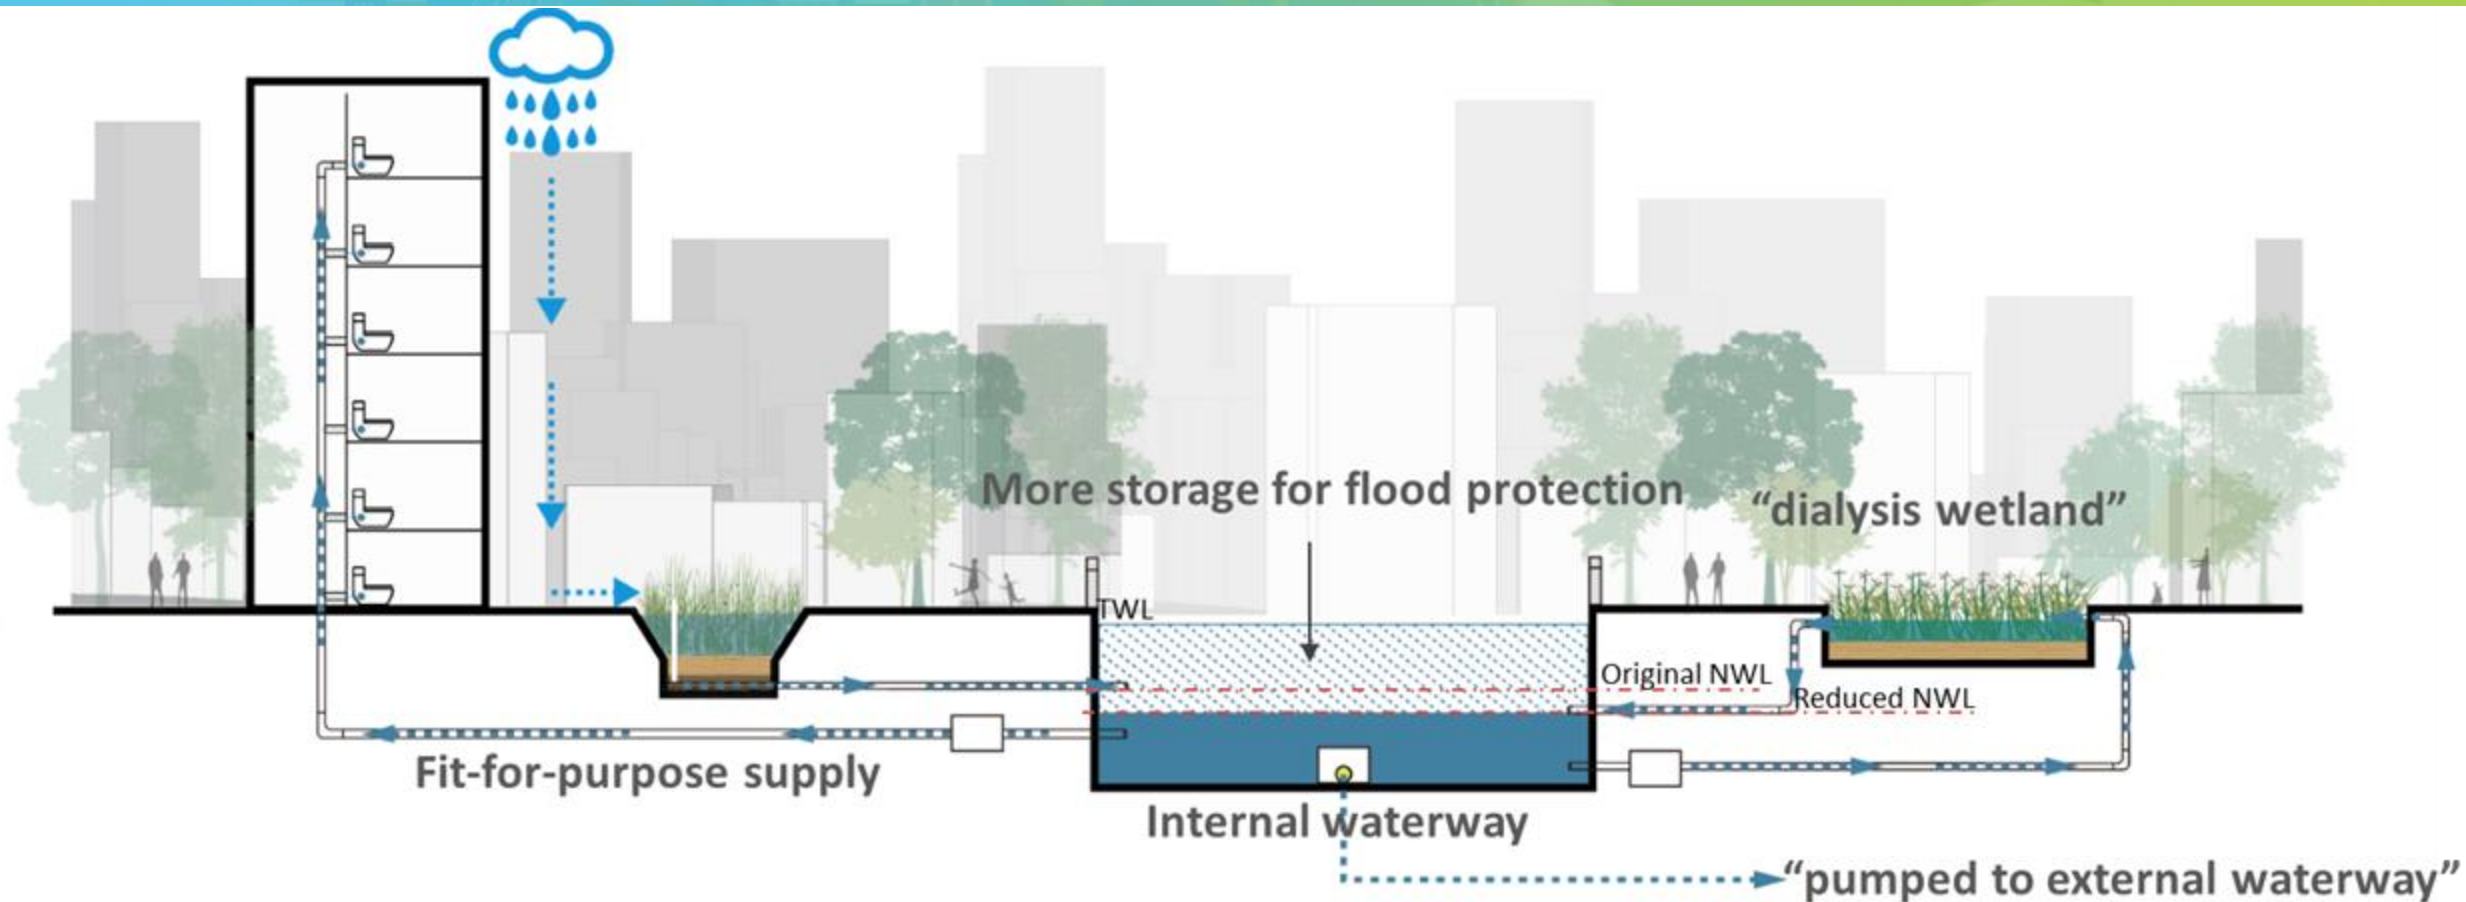 More storage for flood protection
“dialysis wetland”
TWL
Original NWL
Reduced NWL
Fit-for-purpose supply
Internal waterway
“pumped to external waterway”